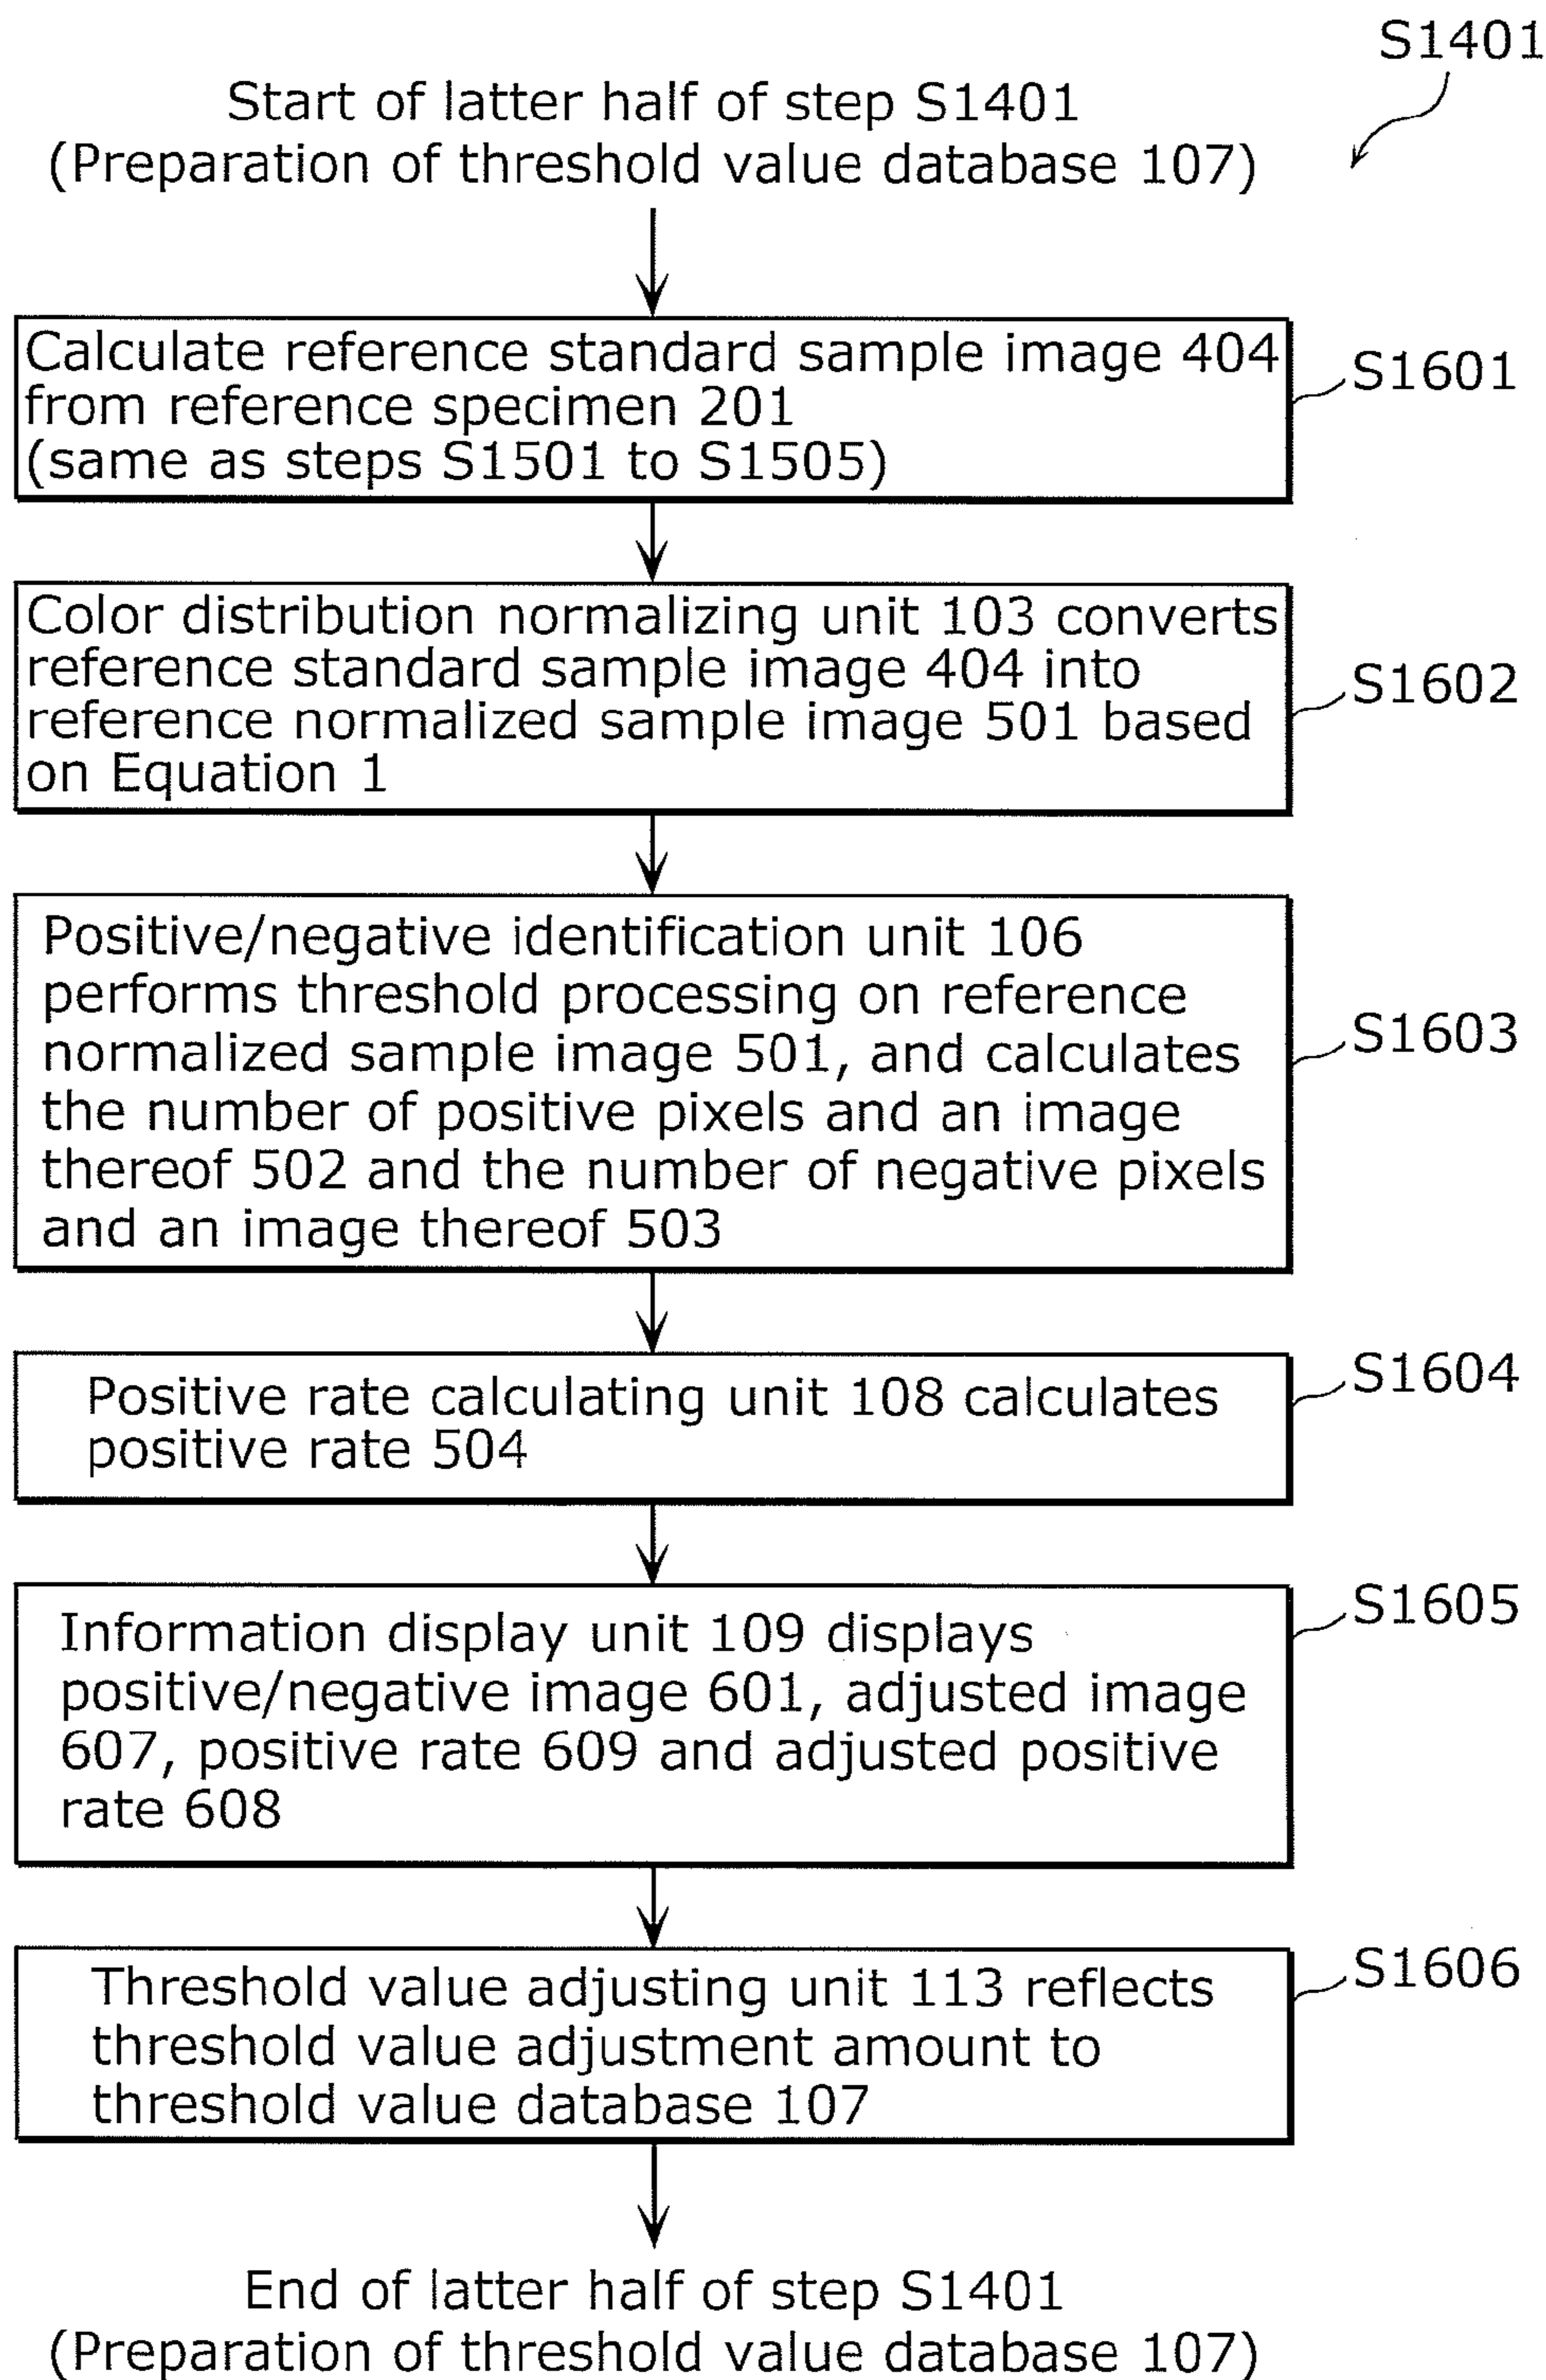 S1401
Start of latter half of step S1401
(Preparation of threshold value database 107)
Calculate reference standard sample image 404
from reference specimen 201
(same as steps S1501 to S1505)
S1601
Color distribution normalizing unit 103 converts
reference standard sample image 404 into
reference normalized sample image 501 based
on Equation 1
S1602
Positive/negative identification unit 106
performs threshold processing on reference
normalized sample image 501, and calculates
the number of positive pixels and an image
thereof 502 and the number of negative pixels
and an image thereof 503
S1603
Positive rate calculating unit 108 calculates
positive rate 504
S1604
Information display unit 109 displays
positive/negative image 601, adjusted image
607, positive rate 609 and adjusted positive
rate 608
S1605
Threshold value adjusting unit 113 reflects
threshold value adjustment amount to
threshold value database 107
S1606
End of latter half of step S1401
(Preparation of threshold value database 107)